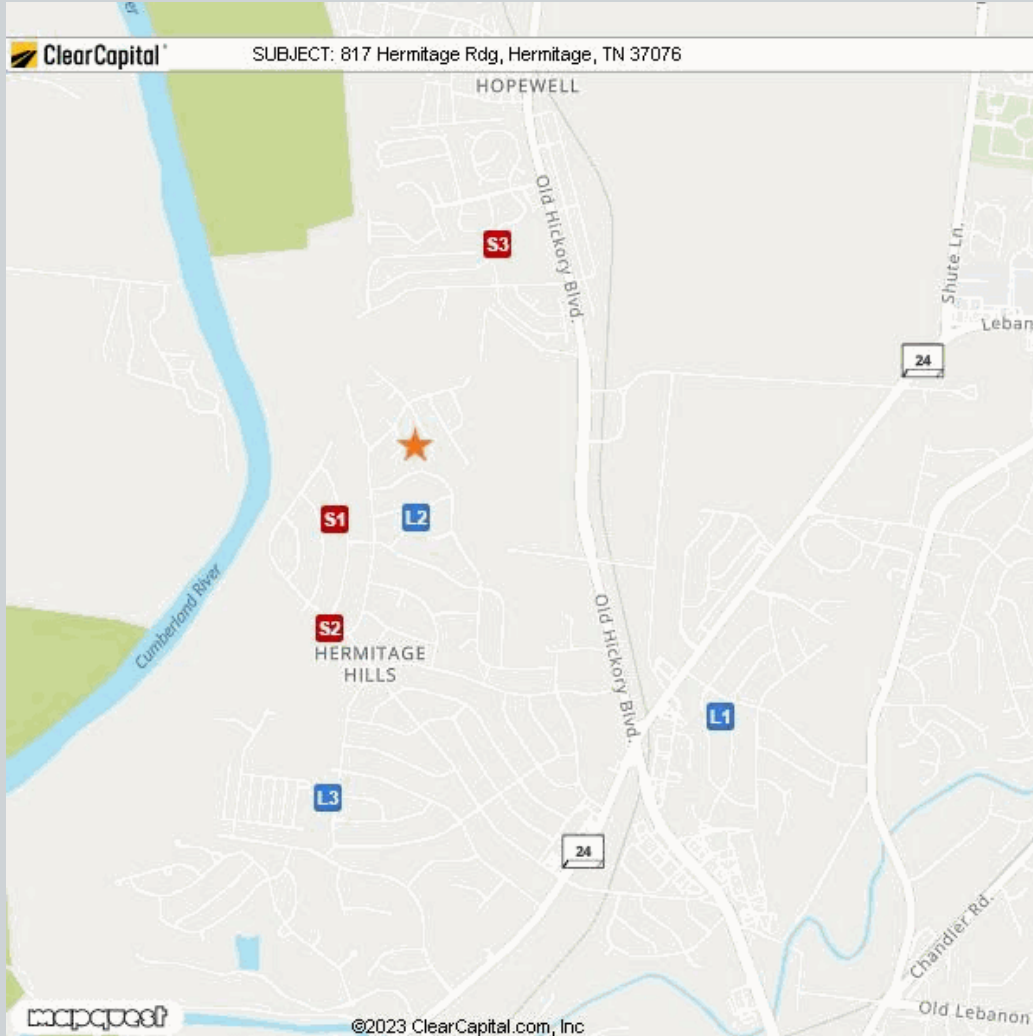 er
ClearCapital
SUBJECT: 817 Hermitage Rdg, Hermitage, TN 37076
HOPEWELL
Old Hickory Blvd.
S3
Shute Ln.
Leban
24
S1
L2
Cumberland River
S2
HERMITAGE
HILLS
Old Hickory Blvd.
L1
L3
24
Chandler Rd.
Old Lebanon
mapquest
©2023 ClearCapital.com, Inc